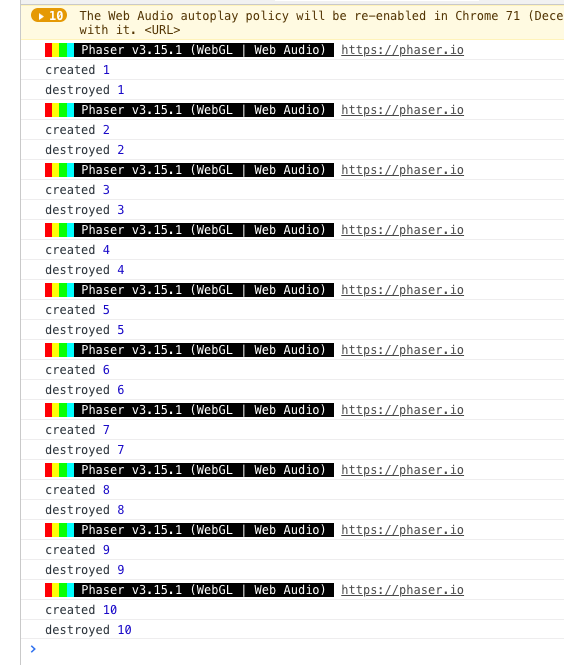 10 The Web Audio autoplay policy will be re-enabled in Chrome 71 (Dece
with it. <URL>
Phaser v3.15.1 (WebGL | Web Audio) https://phaser.io
created 1
destroyed 1
Phaser v3.15.1 (WebGL | Web Audio) https://phaser.io
created 2
destroyed 2
Phaser v3.15.1 (WebGL | Web Audio) https://phaser.io
created 3
destroyed 3
Phaser v3.15.1 (WebGL | Web Audio) https://phaser.io
created 4
destroyed 4
Phaser v3.15.1 (WebGL | Web Audio) https://phaser.io
created 5
destroyed 5
Phaser v3.15.1 (WebGL | Web Audio) https://phaser.io
created 6
destroyed 6
Phaser v3.15.1 (WebGL | Web Audio) https://phaser.io
created 7
destroyed 7
Phaser v3.15.1 (WebGL | Web Audio) https://phaser.io
created 8
destroyed 8
Phaser v3.15.1 (WebGL | Web Audio) https://phaser.io
created 9
destroyed 9
Phaser v3.15.1 (WebGL | Web Audio) https://phaser.io
created 10
destroyed 10